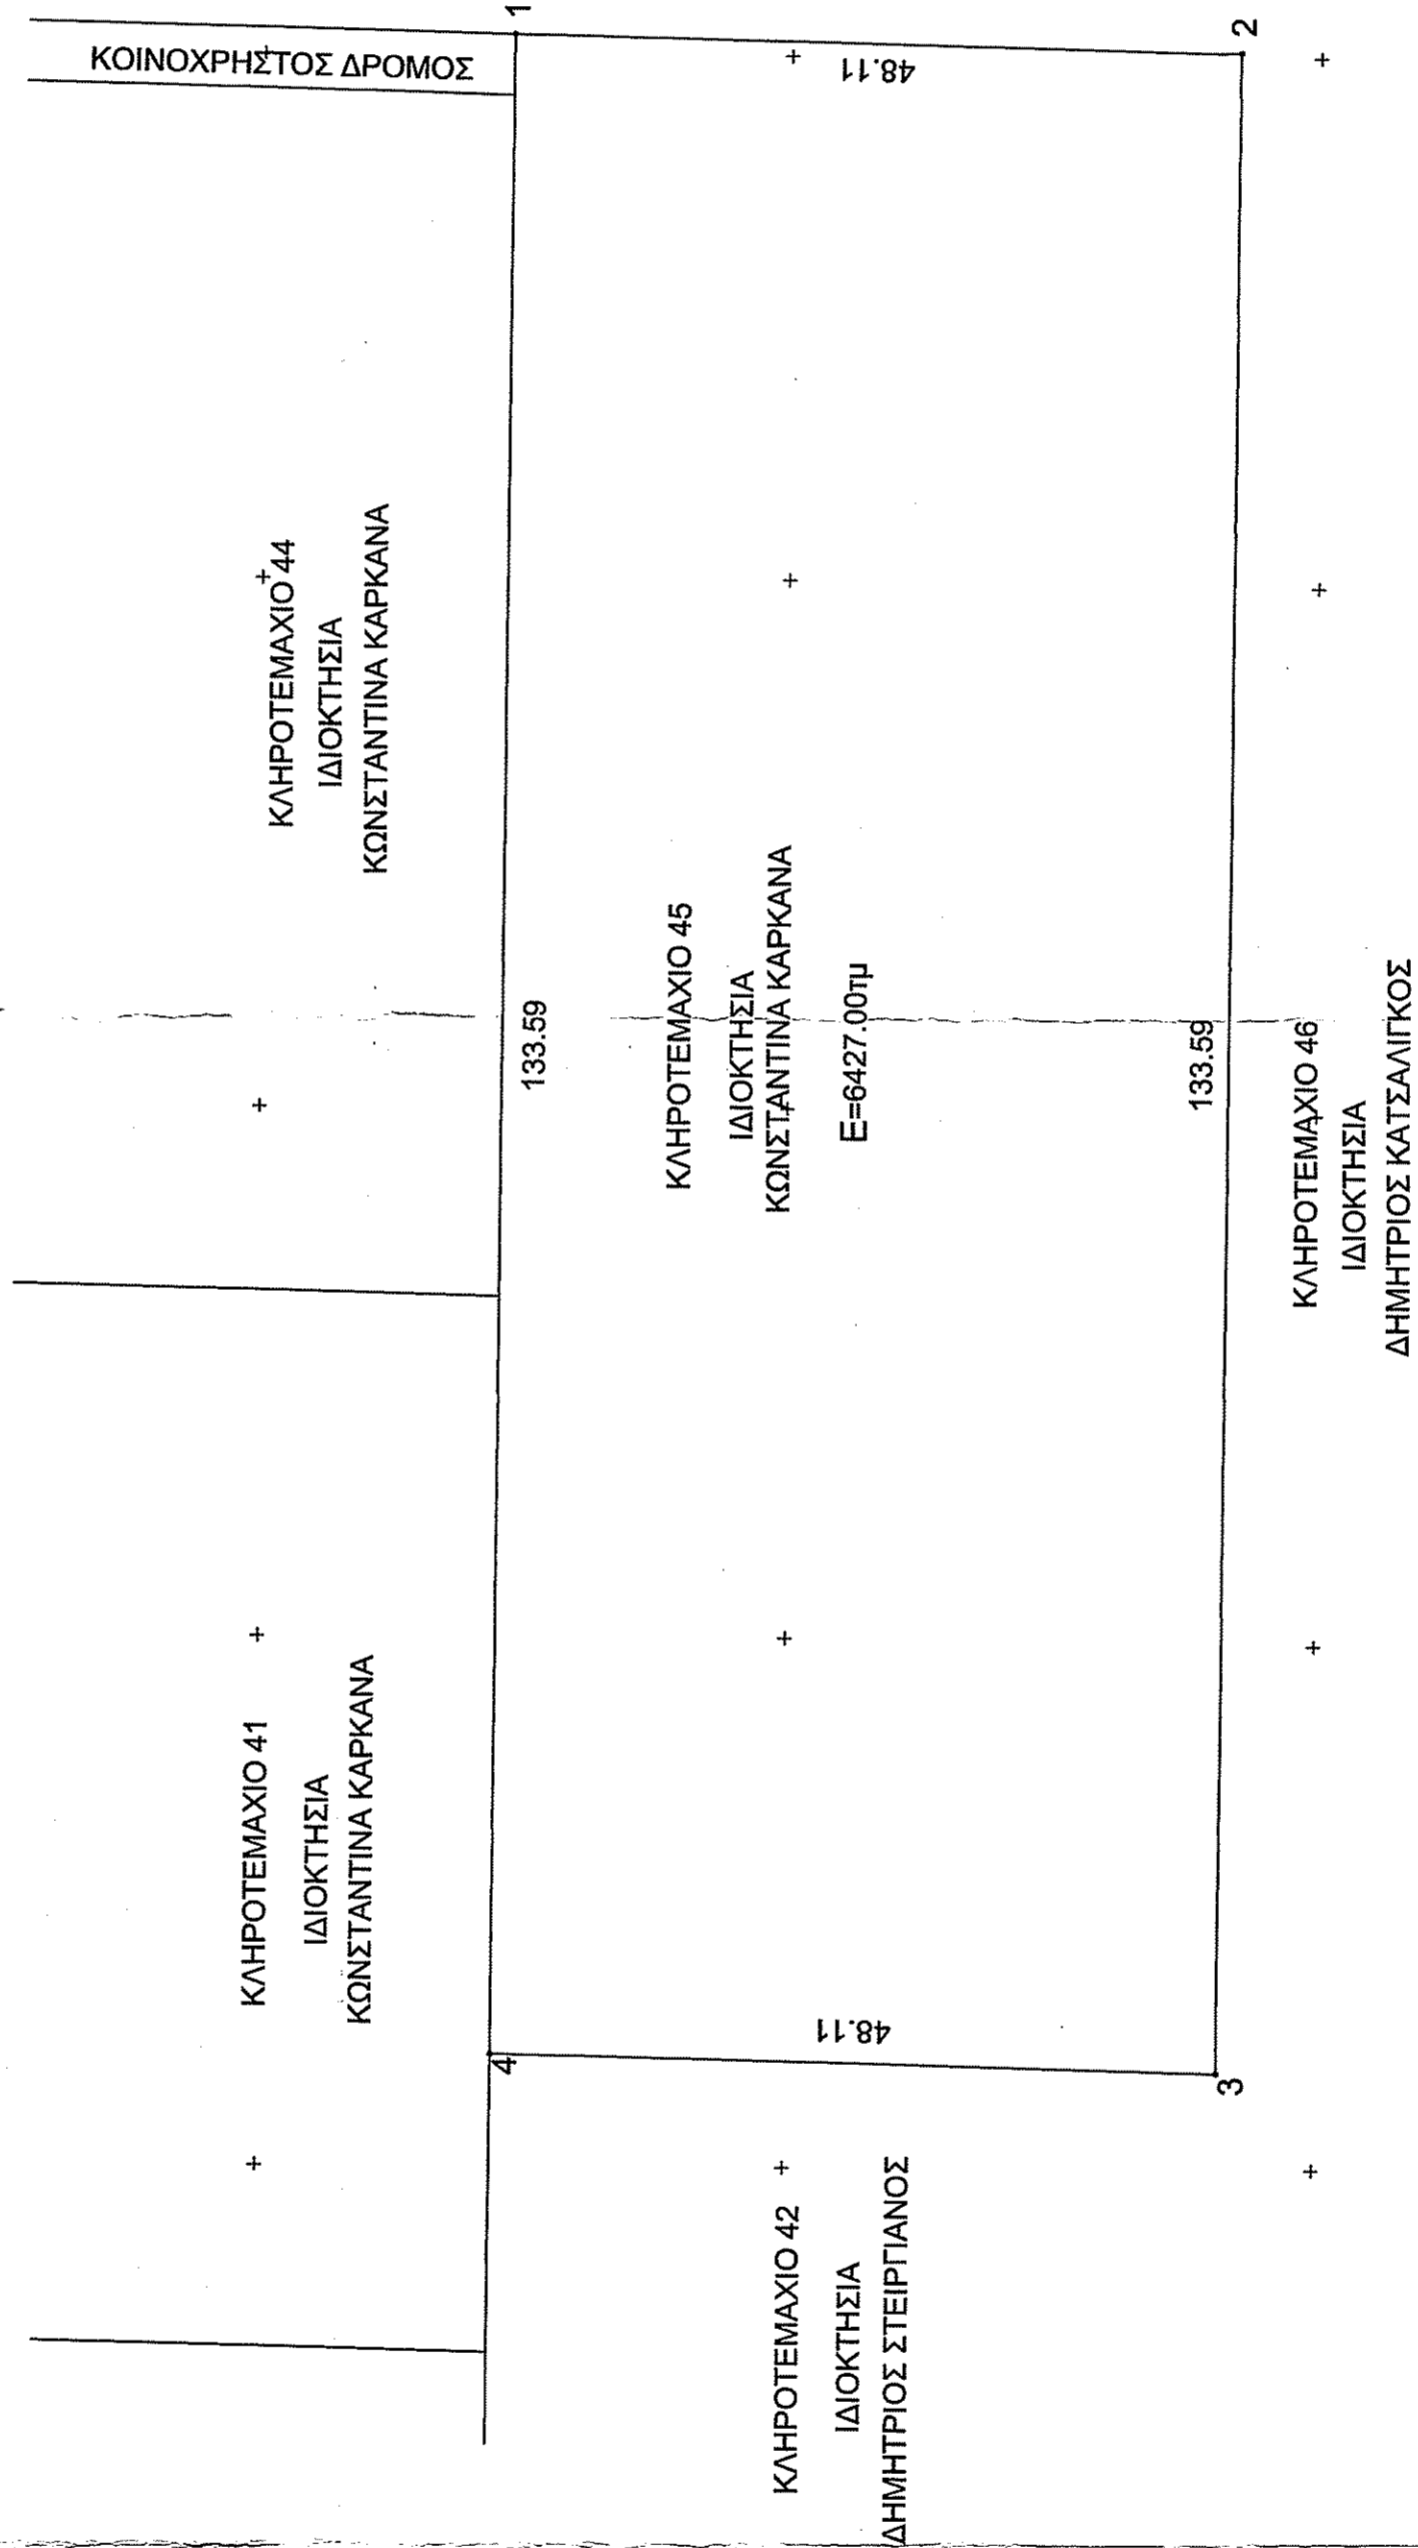 ΚΟΙΝΟΧΡΗΣΤΟΣ ΔΡΟΜΟΣ
1
2
48.11
ΚΛΗΡΟΤΕΜΑΧΙΟ 44
ΙΔΙΟΚΤΗΣΙΑ
ΚΩΝΣΤΑΝΤΙΝΑ ΚΑΡΚΑΝΑ
133.59
ΚΛΗΡΟΤΕΜΑΧΙΟ 45
ΙΔΙΟΚΤΗΣΙΑ
ΚΩΝΣΤΑΝΤΙΝΑ ΚΑΡΚΑΝΑ
Ε=6427.00τμ
133.59
ΚΛΗΡΟΤΕΜΑΧΙΟ 46
ΙΔΙΟΚΤΗΣΙΑ
ΔΗΜΗΤΡΙΟΣ ΚΑΤΣΑΛΙΓΚΟΣ
ΚΛΗΡΟΤΕΜΑΧΙΟ 41
ΙΔΙΟΚΤΗΣΙΑ
ΚΩΝΣΤΑΝΤΙΝΑ ΚΑΡΚΑΝΑ
4
48.11
3
ΚΛΗΡΟΤΕΜΑΧΙΟ 42
ΙΔΙΟΚΤΗΣΙΑ
ΔΗΜΗΤΡΙΟΣ ΣΤΕΙΡΓΙΑΝΟΣ